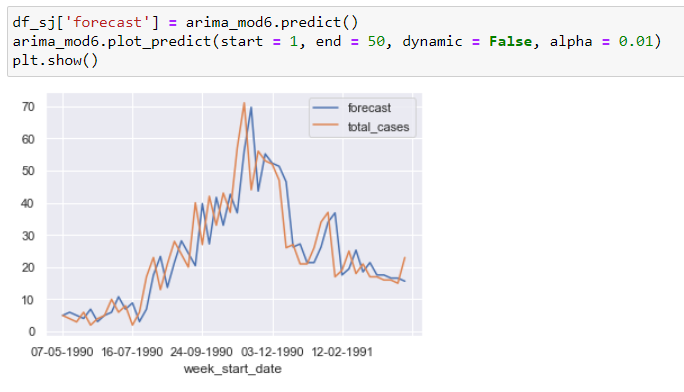 df_sj['forecast'] = arima_mod6.predict()
arima_mod6.plot_predict(start = 1, end = 50, dynamic = False, alpha = 0.01)
plt.show()
70
60
50
40
30
20
10
0
forecast
total_cases
07-05-1990 16-07-1990 24-09-1990 03-12-1990 12-02-1991
week_start_date